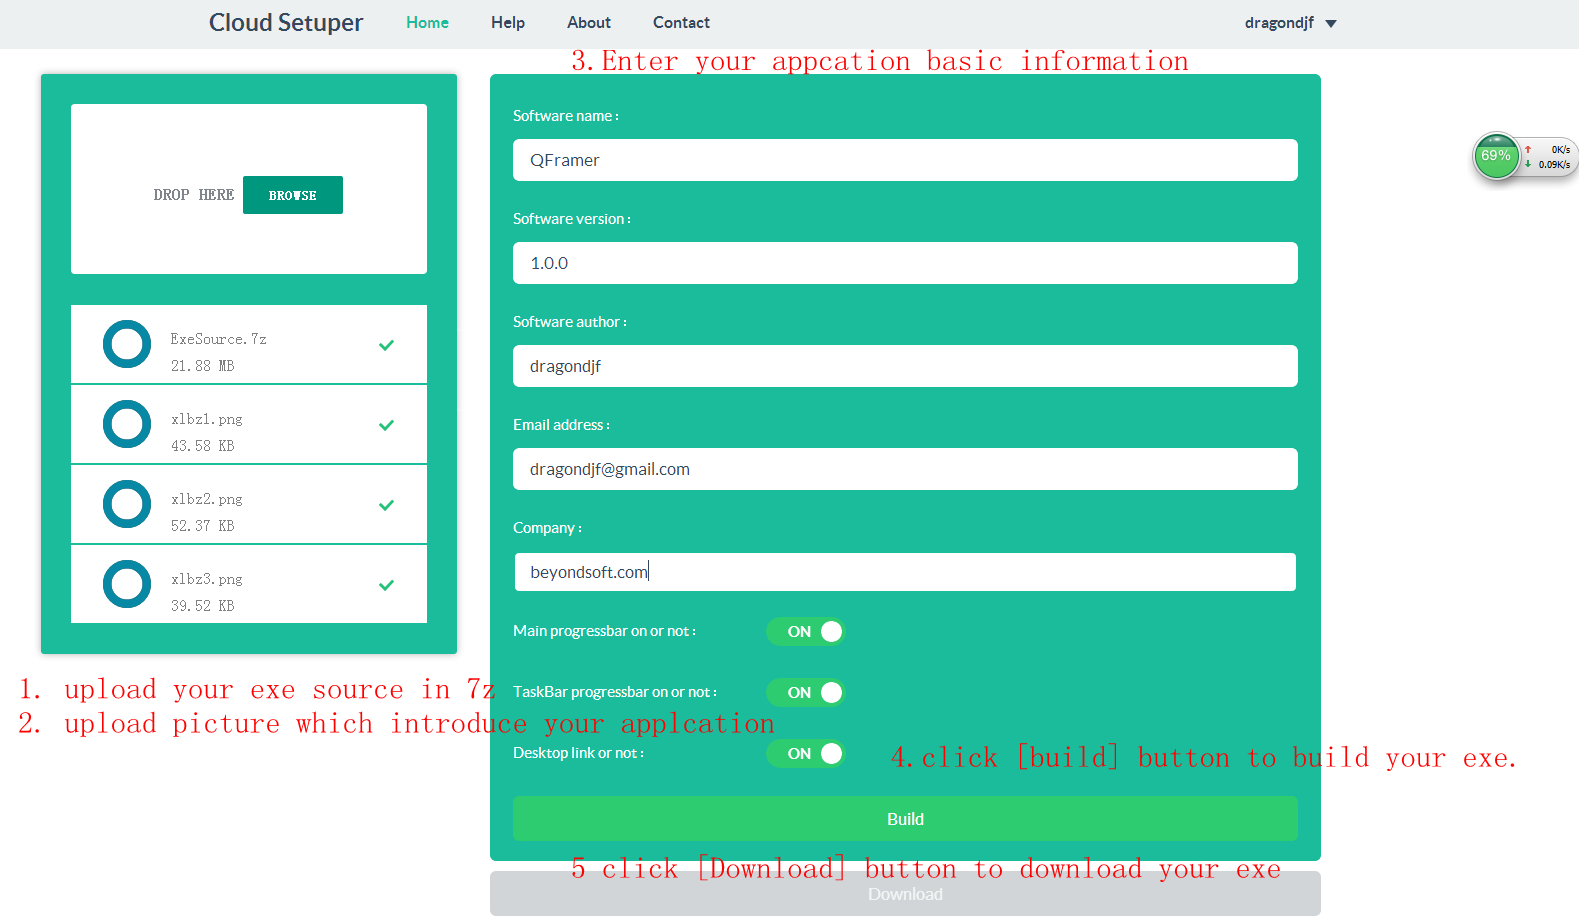 Cloud Setuper
Home
Help
About
Contact
dragondjf
3.Enter your appcation basic information
DROP HERE
BROWSE
ExeSource.7z
21.88 MB
xlbz1.png
43.58 KB
xlbz2.png
52.37 KB
xlbz3.png
39.52 KB
1. upload your exe source in 7z
2. upload picture which introduce your applcation
Software name :
QFramer
Software version :
1.0.0
Software author :
dragondjf
Email address :
dragondjf@gmail.com
Company :
beyondsoft.com
Main progressbar on or not :
ON
TaskBar progressbar on or not :
ON
Desktop link or not :
ON
4.click [build] button to build your exe.
Build
5 click [Download] button to download your exe
Download
69%
0K/s
0.09K/s